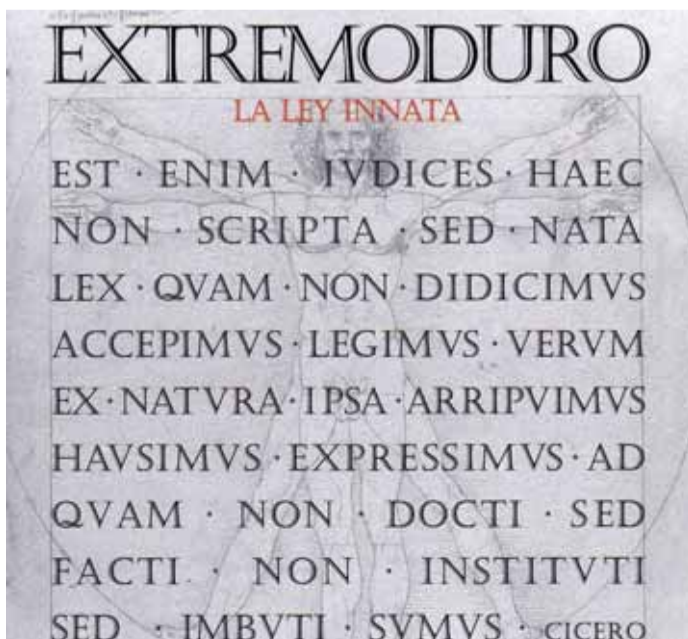 EXTREMODURO
LA LEY INNATA
EST · ENIM · IVDICES · HAEC
NON · SCRIPTA · SED · NATA
LEX · QVAM · NON · DIDICIMVS
ACCEPIMVS · LEGIMVS · VERVM
EX · NATVRA · IPSA · ARRIPVIMVS
HAVSIMVS · EXPRESSIMVS · AD
QVAM · NON · DOCTI · SED
FACTI · NON · INSTITVTI
SED · IMBVTI · SVMVS · CICERO